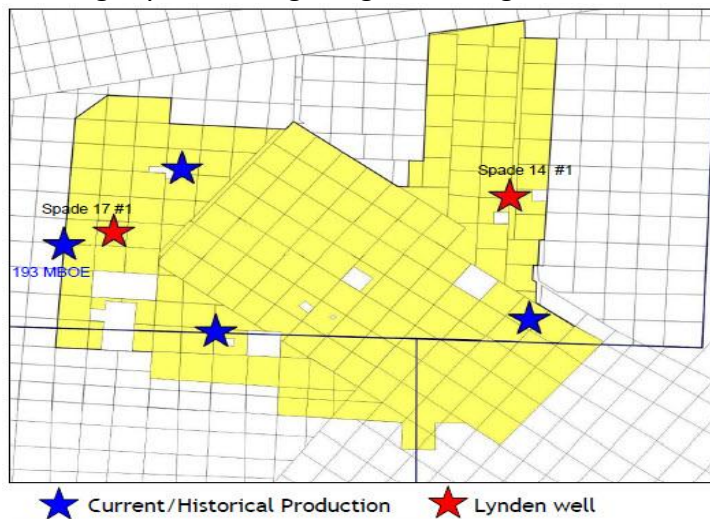 Spade 14 #1
Spade 17 #1
193 MBOE
Current/Historical Production
Lynden well